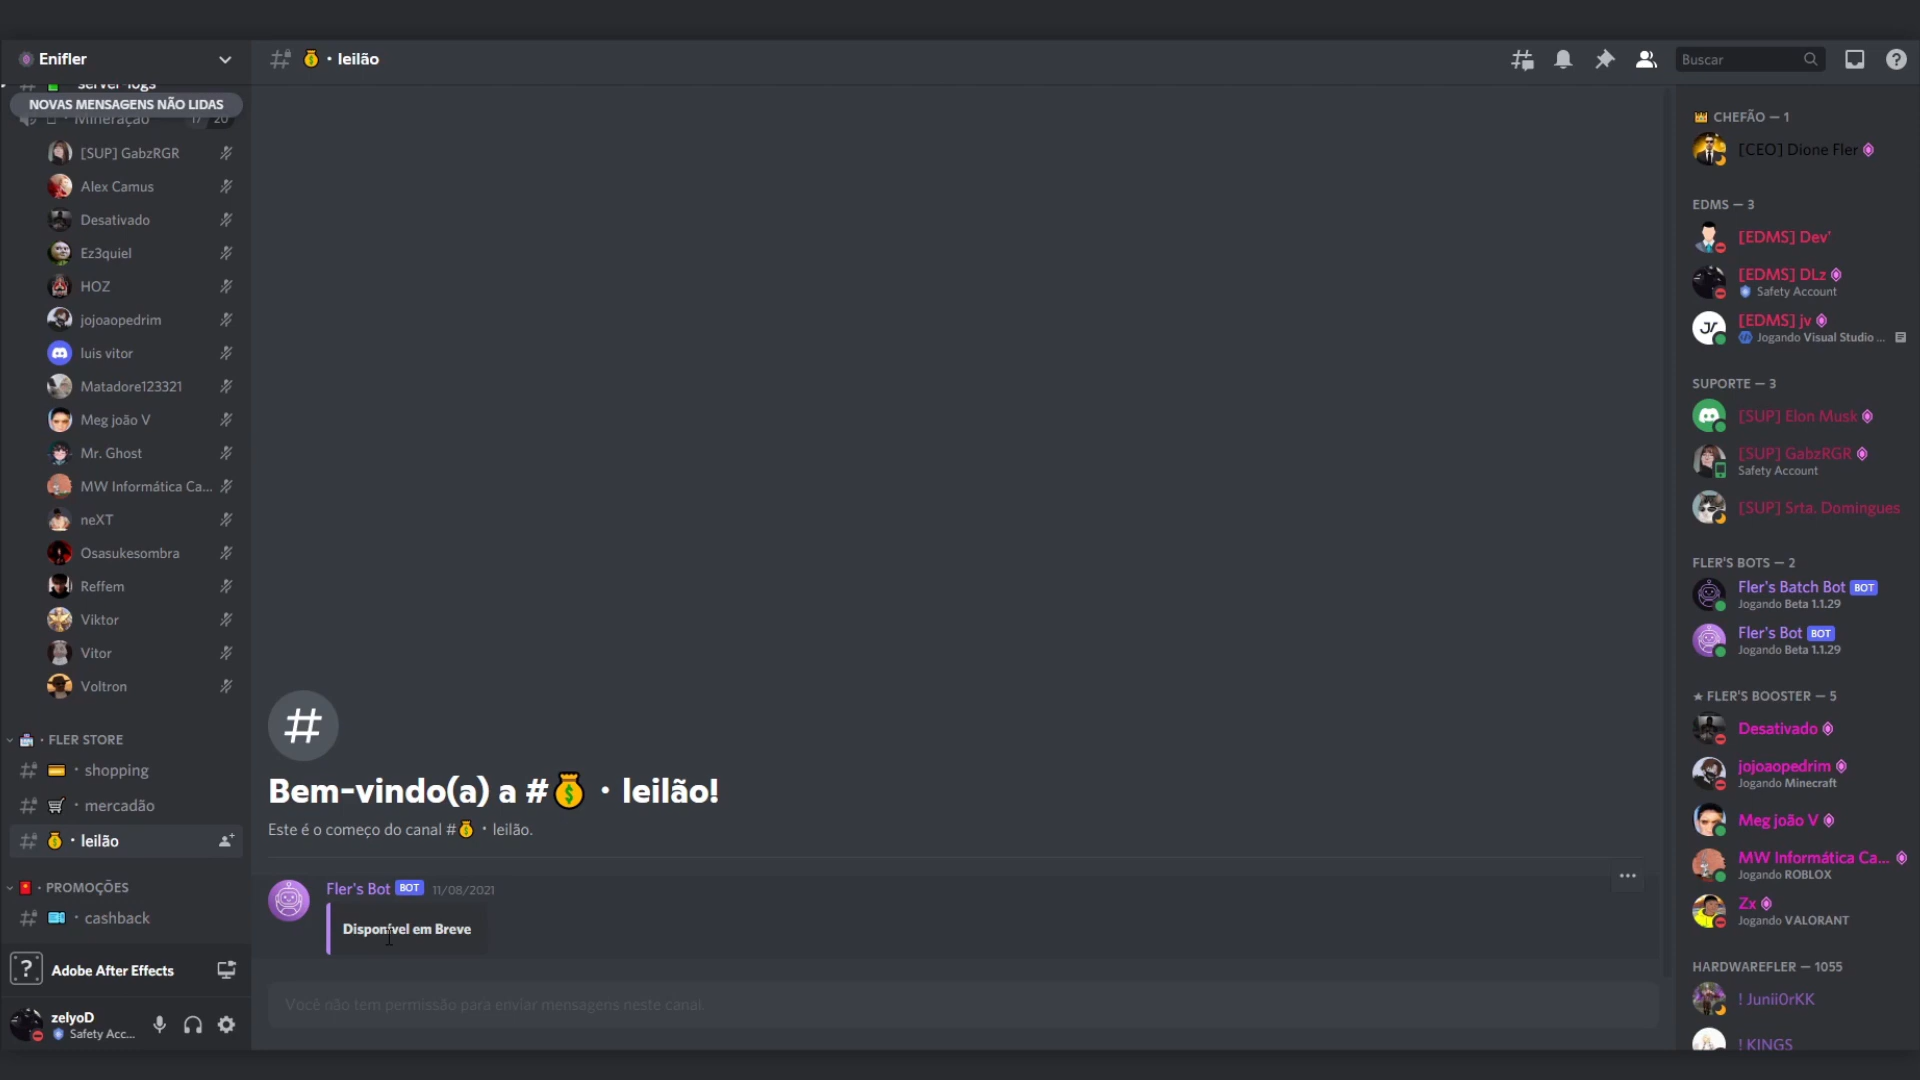 Enifler
server-logs
NOVAS MENSAGENS NÃO LIDAS
Mineração 17 20
[SUP] GabzRGR
Alex Camus
Desativado
Ez3quiel
HOZ
jojoaopedrim
luis vitor
Matadore123321
Meg joão V
Mr. Ghost
MW Informática Ca...
neXT
Osasukesombra
Reffem
Viktor
Vitor
Voltron
· FLER STORE
· shopping
· mercadão
· leilão
· PROMOÇÕES
· cashback
Adobe After Effects
zelyoD
Safety Acc...
# · leilão
Buscar
Bem-vindo(a) a # · leilão!
Este é o começo do canal # · leilão.
Fler's Bot BOT 11/08/2021
Disponível em Breve
Você não tem permissão para enviar mensagens neste canal.
CHEFÃO — 1
[CEO] Dione Fler
EDMS — 3
[EDMS] Dev'
[EDMS] DLz
Safety Account
[EDMS] jv
Jogando Visual Studio ...
SUPORTE — 3
[SUP] Elon Musk
[SUP] GabzRGR
Safety Account
[SUP] Srta. Domingues
FLER'S BOTS — 2
Fler's Batch Bot BOT
Jogando Beta 1.1.29
Fler's Bot BOT
Jogando Beta 1.1.29
★ FLER'S BOOSTER — 5
Desativado
jojoaopedrim
Jogando Minecraft
Meg joão V
MW Informática Ca...
Jogando ROBLOX
Zx
Jogando VALORANT
HARDWAREFLER — 1055
! Junii0rKK
! KINGS